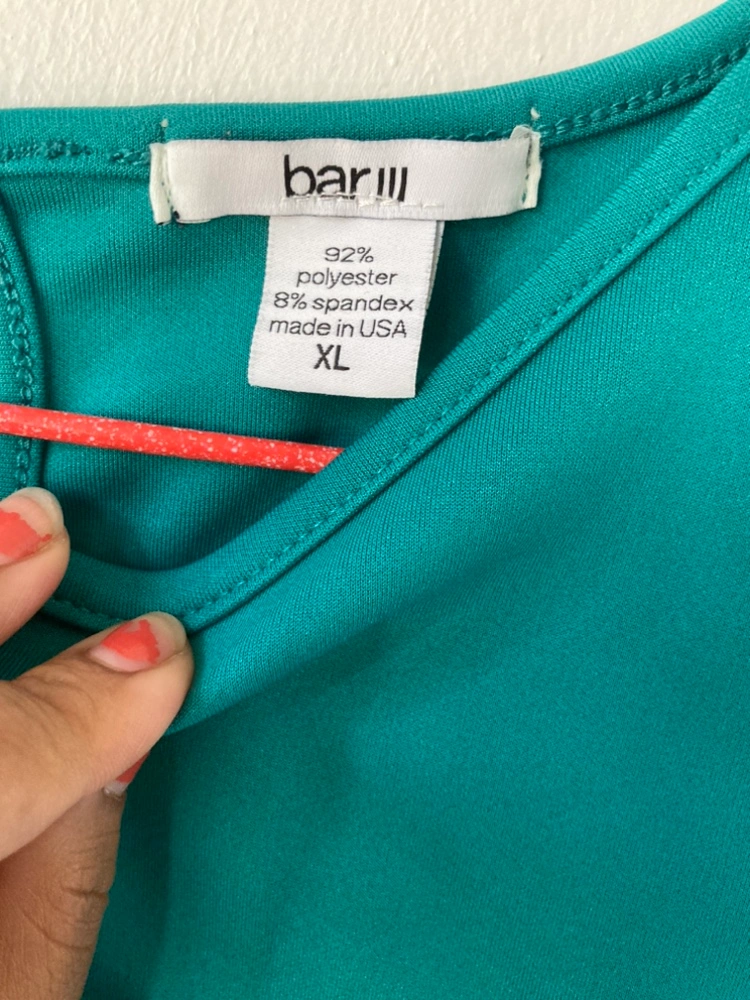 bar III
92%
polyester
8% spandex
made in USA
XL